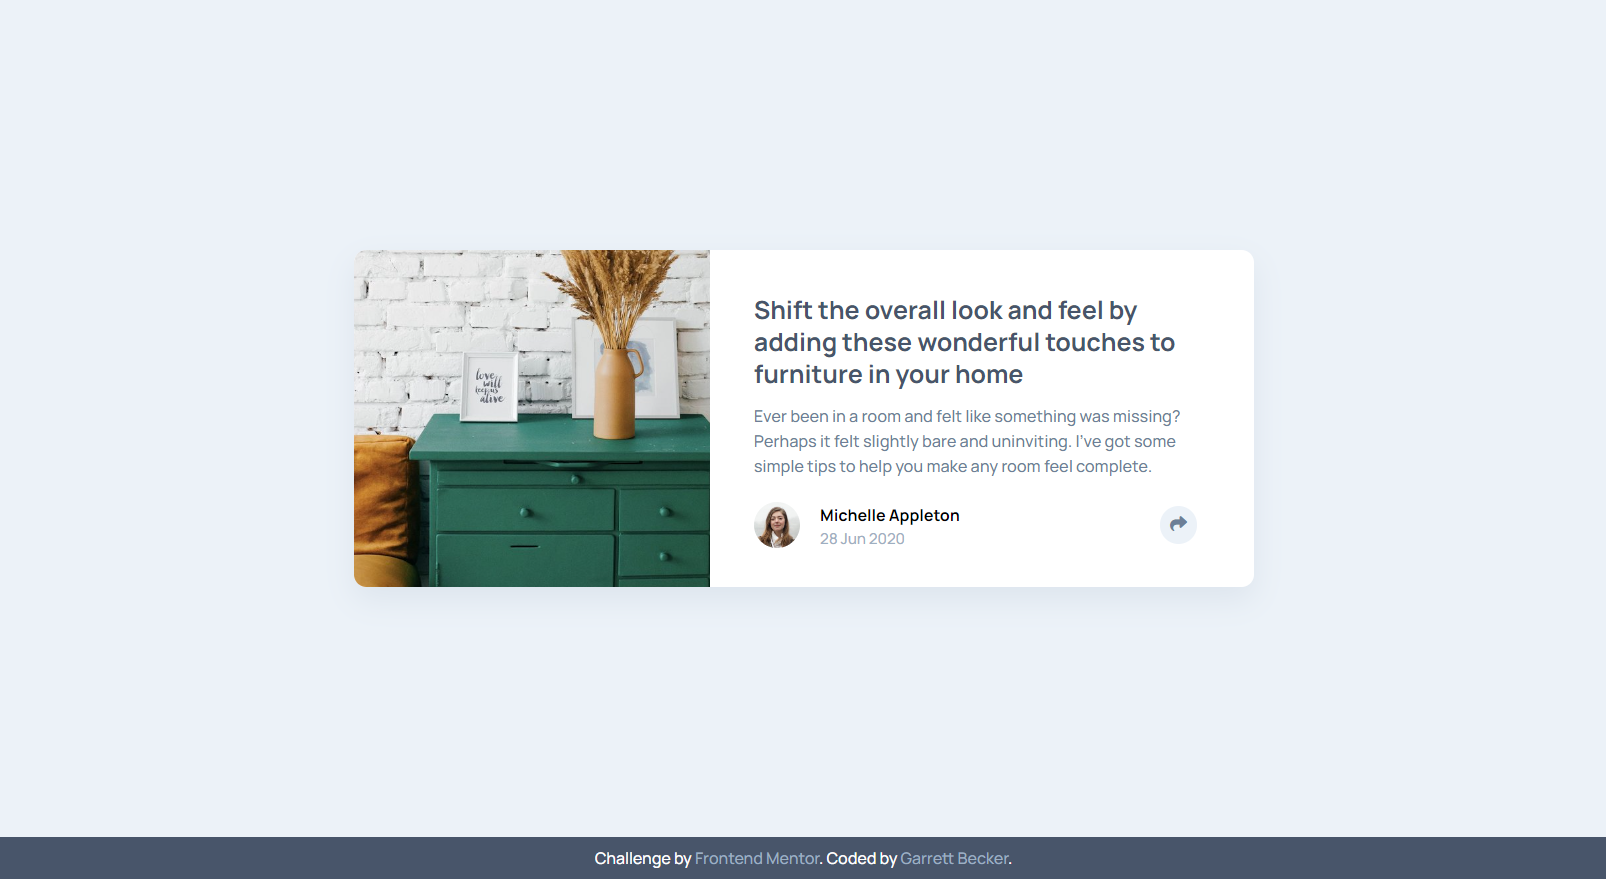 love
will
keep us
alive
Shift the overall look and feel by
adding these wonderful touches to
furniture in your home
Ever been in a room and felt like something was missing?
Perhaps it felt slightly bare and uninviting. I've got some
simple tips to help you make any room feel complete.
Michelle Appleton
28 Jun 2020
Challenge by Frontend Mentor. Coded by Garrett Becker.